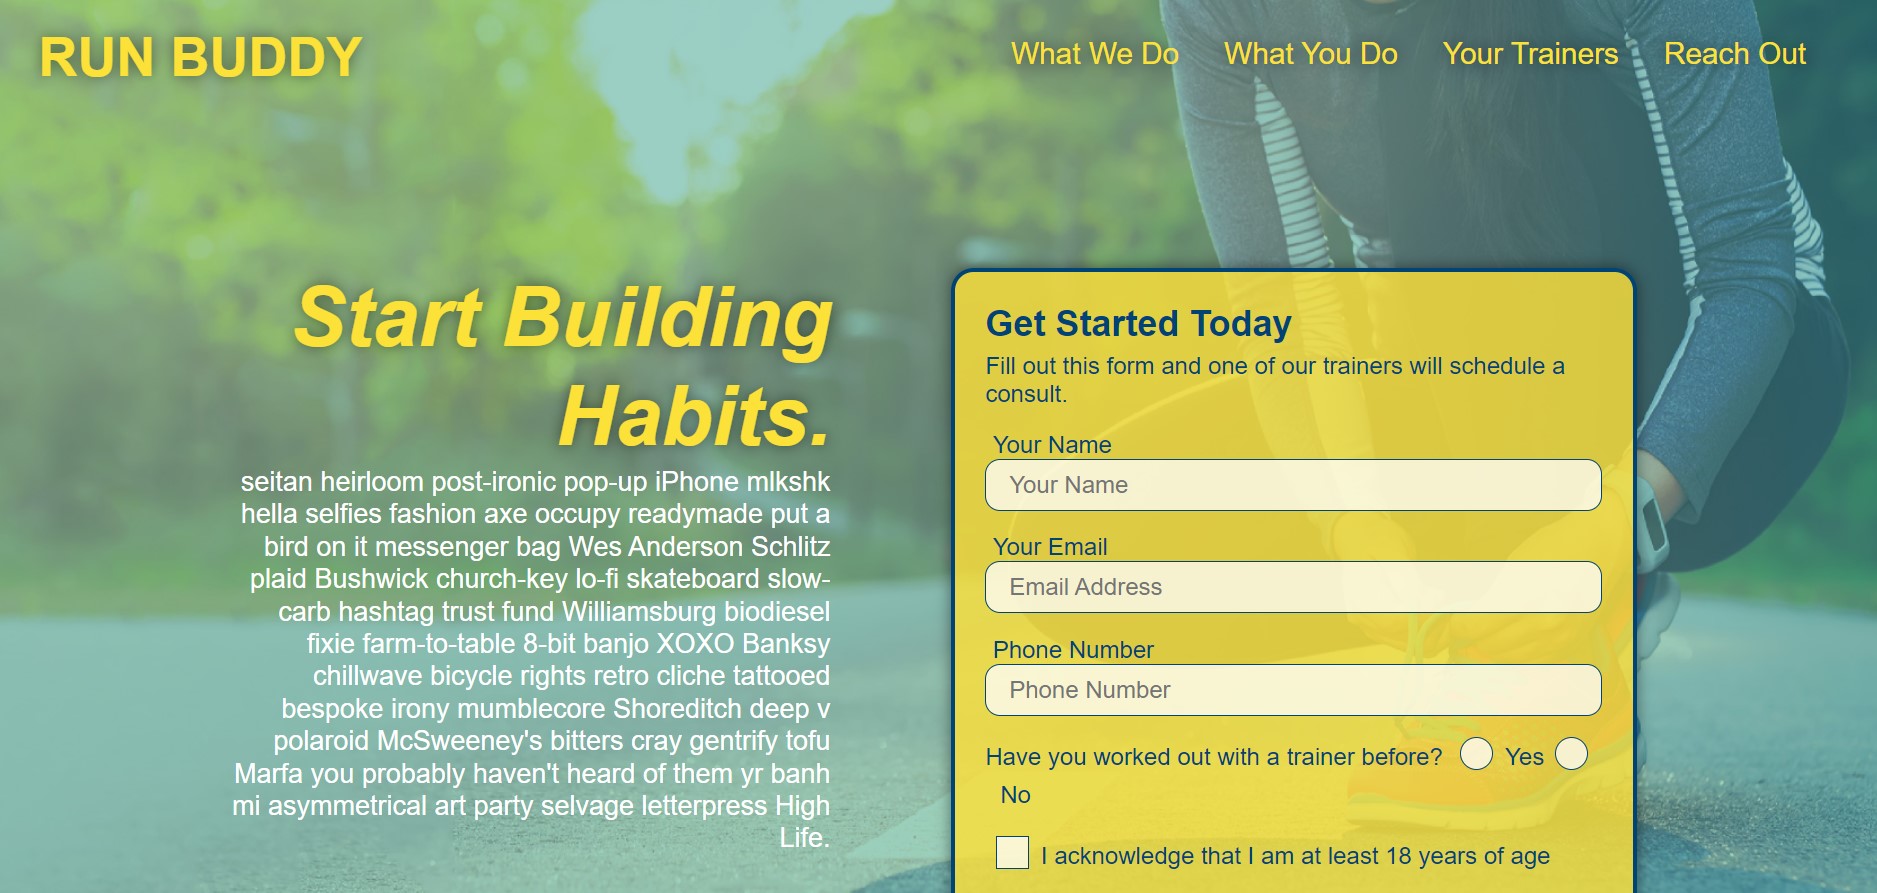 RUN BUDDY
What We Do
What You Do
Your Trainers
Reach Out
Start Building
Habits.
seitan heirloom post-ironic pop-up iPhone mlkshk
hella selfies fashion axe occupy readymade put a
bird on it messenger bag Wes Anderson Schlitz
plaid Bushwick church-key lo-fi skateboard slow-
carb hashtag trust fund Williamsburg biodiesel
fixie farm-to-table 8-bit banjo XOXO Banksy
chillwave bicycle rights retro cliche tattooed
bespoke irony mumblecore Shoreditch deep v
polaroid McSweeney's bitters cray gentrify tofu
Marfa you probably haven't heard of them yr banh
mi asymmetrical art party selvage letterpress High
Life.
Get Started Today
Fill out this form and one of our trainers will schedule a
consult.
Your Name
Your Name
Your Email
Email Address
Phone Number
Phone Number
Have you worked out with a trainer before? Yes
No
I acknowledge that I am at least 18 years of age